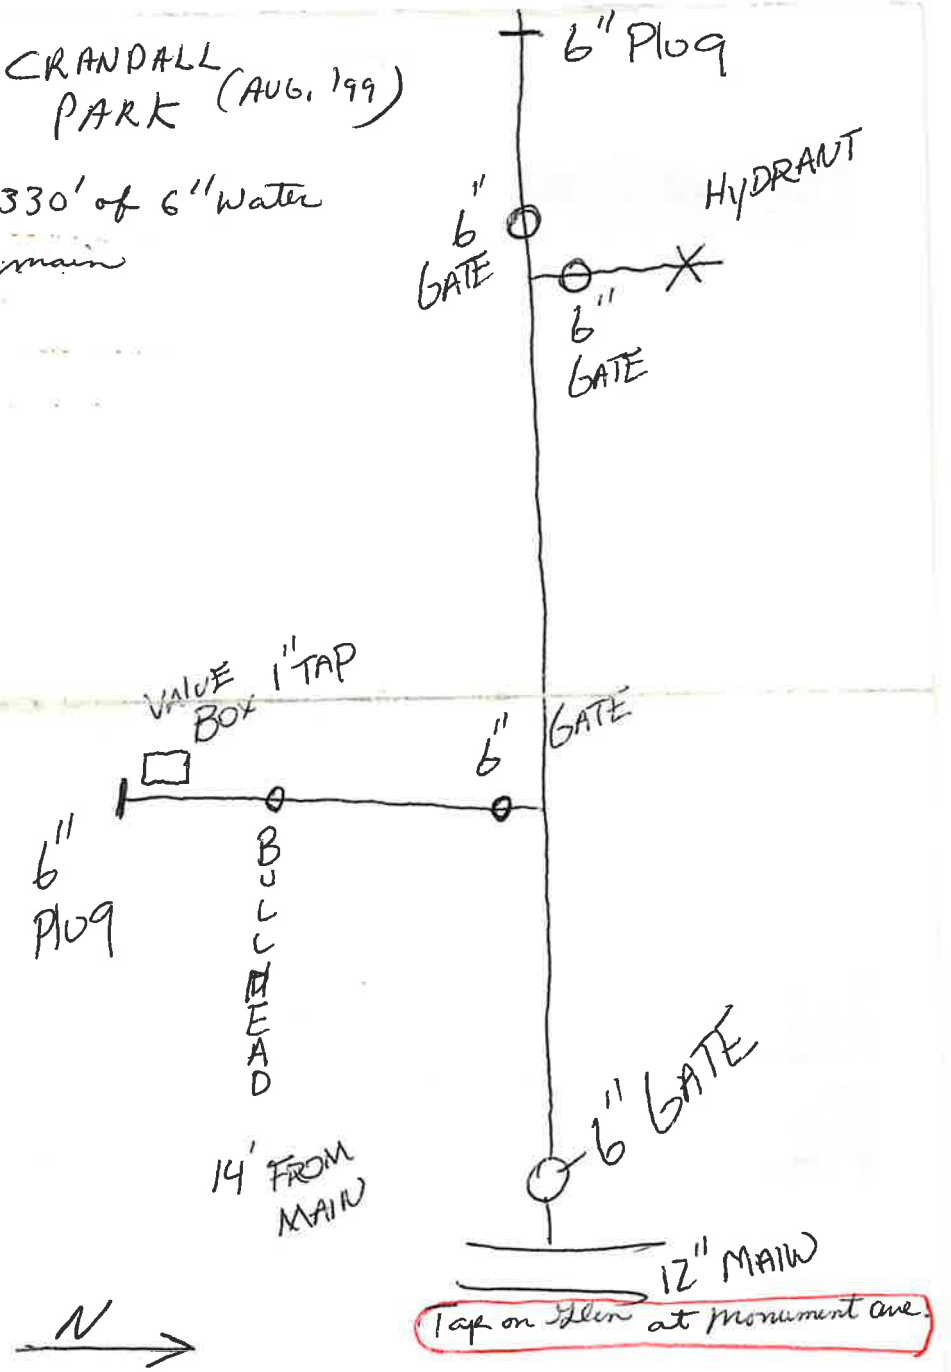 CRANDALL
PARK (AUG. '99)
330' of 6" Water
main
6" Plug
HYDRANT
6"
GATE
6"
GATE
VALVE
BOX
1" TAP
6"
GATE
6"
Plug
BULLHEAD
14' FROM
MAIN
6" GATE
12" MAIN
Tap on Glen at Monument ave.
N